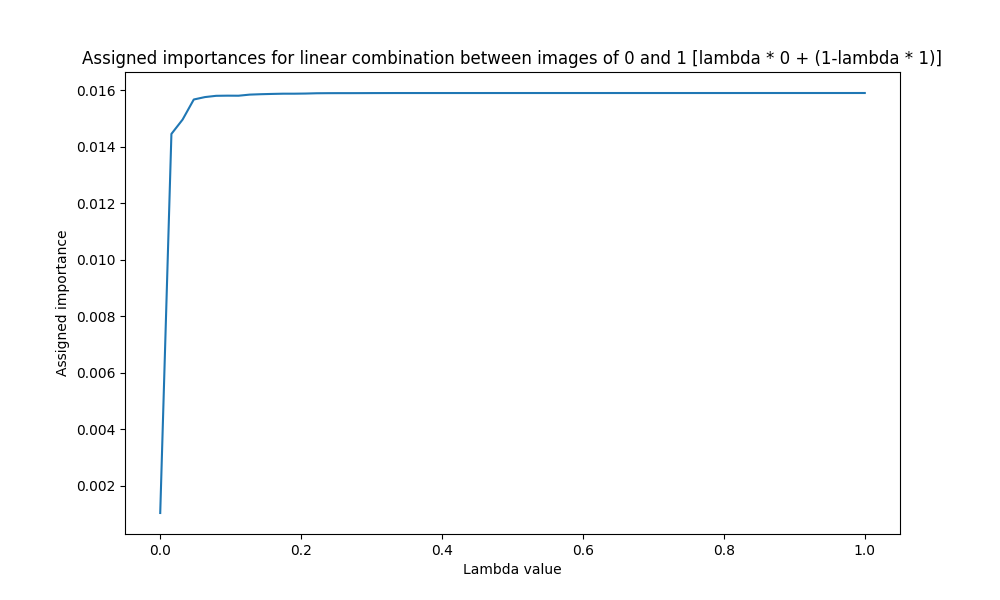 Assigned importances for linear combination between images of 0 and 1 [lambda * 0 + (1-lambda * 1)]
0.016
0.014
0.012
0.010
0.008
0.006
0.004
0.002
Assigned importance
0.0 0.2 0.4 0.6 0.8 1.0
Lambda value